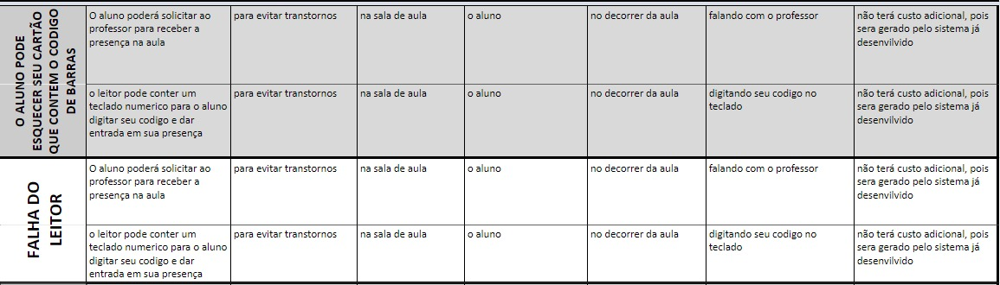 O ALUNO PODE
ESQUECER SEU CARTÃO
QUE CONTEM O CODIGO
DE BARRAS
O aluno poderá solicitar ao
professor para receber a
presença na aula
para evitar transtornos
na sala de aula
o aluno
no decorrer da aula
falando com o professor
não terá custo adicional, pois
sera gerado pelo sistema já
desenvilvido
o leitor pode conter um
teclado numerico para o aluno
digitar seu codigo e dar
entrada em sua presença
para evitar transtornos
na sala de aula
o aluno
no decorrer da aula
digitando seu codigo no
teclado
não terá custo adicional, pois
sera gerado pelo sistema já
desenvilvido
FALHA DO
LEITOR
O aluno poderá solicitar ao
professor para receber a
presença na aula
para evitar transtornos
na sala de aula
o aluno
no decorrer da aula
falando com o professor
não terá custo adicional, pois
sera gerado pelo sistema já
desenvilvido
o leitor pode conter um
teclado numerico para o aluno
digitar seu codigo e dar
entrada em sua presença
para evitar transtornos
na sala de aula
o aluno
no decorrer da aula
digitando seu codigo no
teclado
não terá custo adicional, pois
sera gerado pelo sistema já
desenvilvido